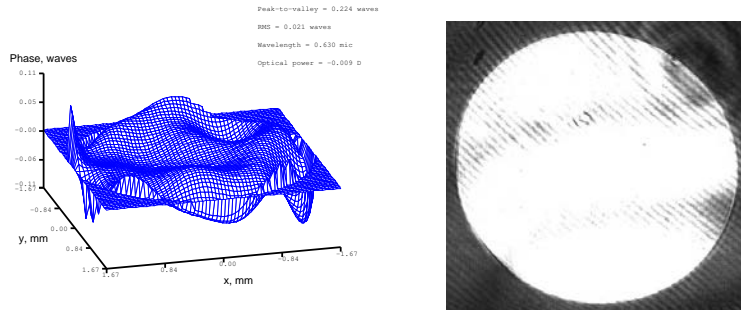 Peak-to-valley = 0.224 waves
RMS = 0.021 waves
Wavelength = 0.630 mic
Optical power = -0.009 D
Phase, waves
0.11
0.05
-0.00
-0.06
-0.11
-1.67
-0.84
0.00
0.84
1.67
y, mm
1.67
0.84
0.00
-0.84
-1.67
x, mm